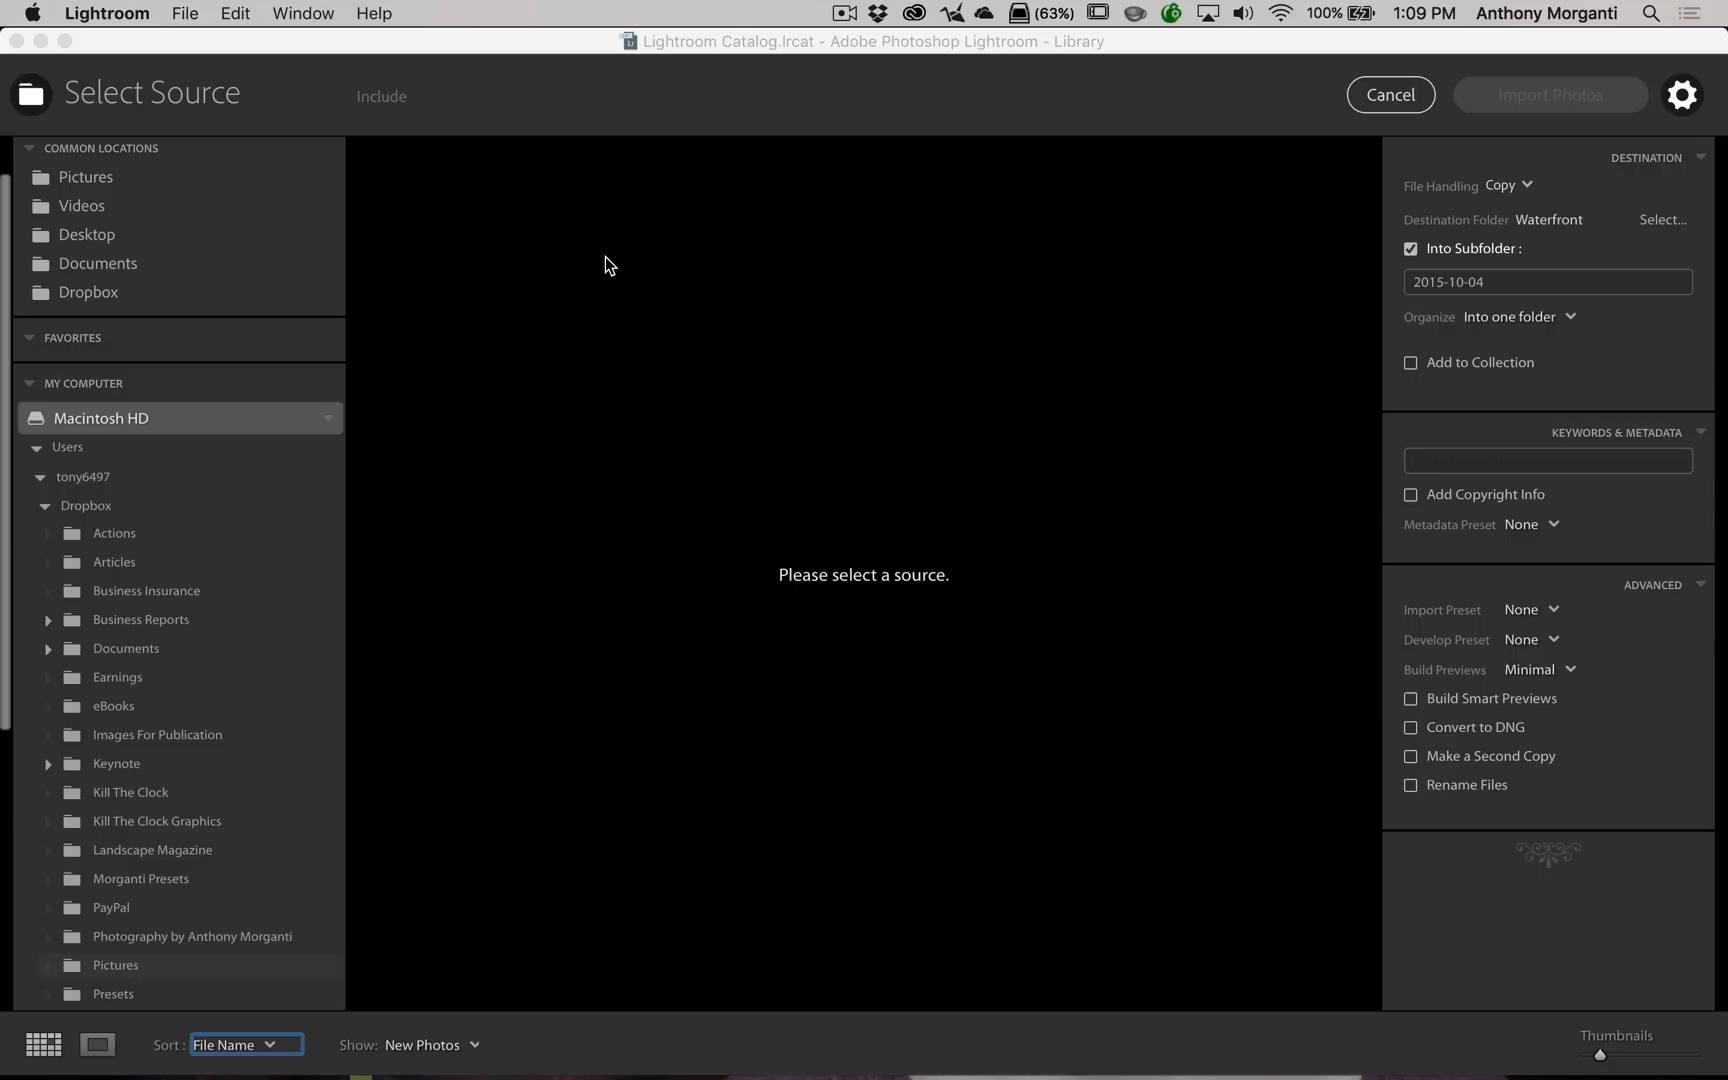 Lightroom File Edit Window Help (63%) 100% 1:09 PM Anthony Morganti
Lightroom Catalog.lrcat - Adobe Photoshop Lightroom - Library
Select Source Include Cancel Import Photos
COMMON LOCATIONS
Pictures
Videos
Desktop
Documents
Dropbox
FAVORITES
MY COMPUTER
Macintosh HD
Users
tony6497
Dropbox
Actions
Articles
Business Insurance
Business Reports
Documents
Earnings
eBooks
Images For Publication
Keynote
Kill The Clock
Kill The Clock Graphics
Landscape Magazine
Morganti Presets
PayPal
Photography by Anthony Morganti
Pictures
Presets
Please select a source.
DESTINATION
File Handling Copy
Destination Folder Waterfront Select...
Into Subfolder :
2015-10-04
Organize Into one folder
Add to Collection
KEYWORDS & METADATA
Add Copyright Info
Metadata Preset None
ADVANCED
Import Preset None
Develop Preset None
Build Previews Minimal
Build Smart Previews
Convert to DNG
Make a Second Copy
Rename Files
Sort : File Name Show: New Photos Thumbnails